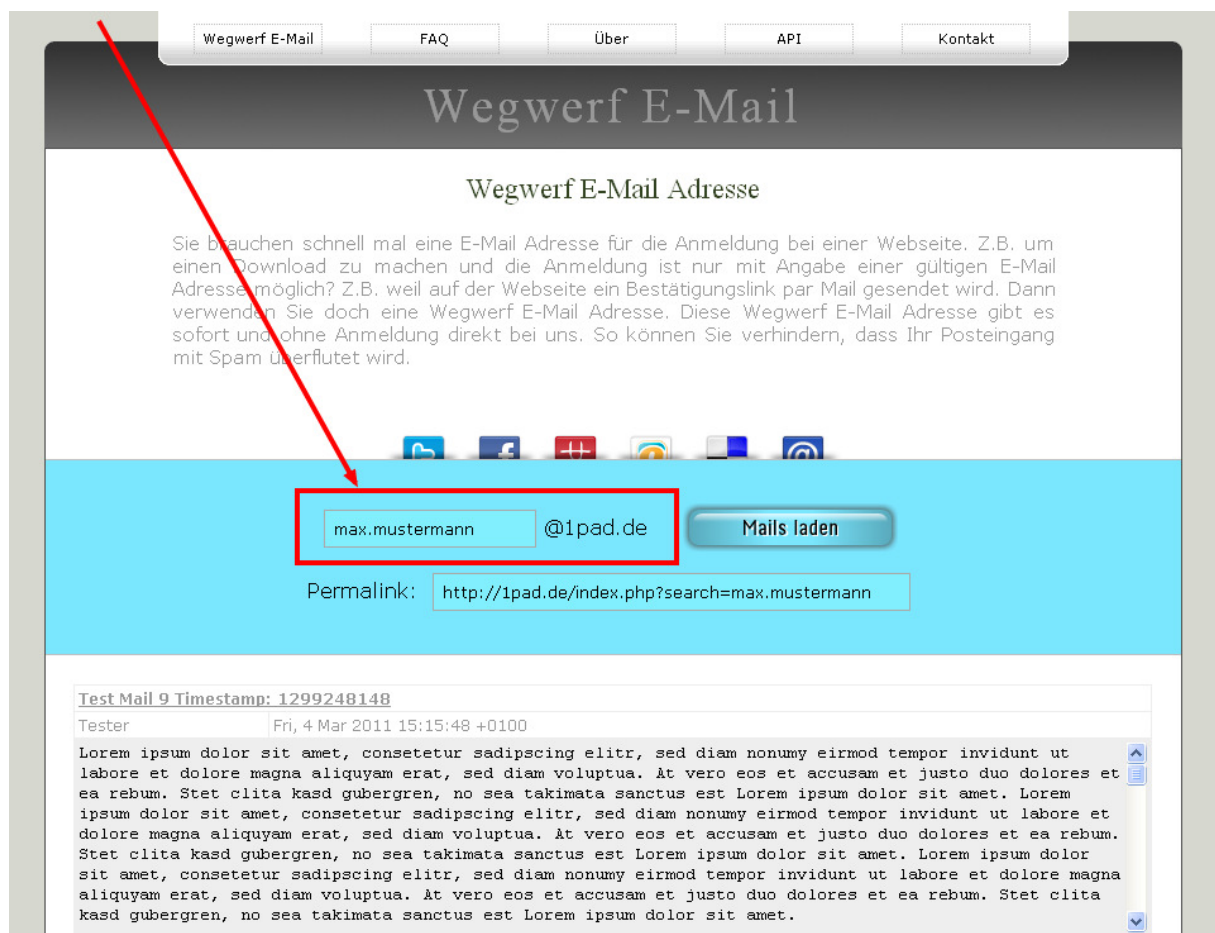 Wegwerf E-Mail
FAQ
Über
API
Kontakt
Wegwerf E-Mail
Wegwerf E-Mail Adresse
Sie brauchen schnell mal eine E-Mail Adresse für die Anmeldung bei einer Webseite. Z.B. um
einen Download zu machen und die Anmeldung ist nur mit Angabe einer gültigen E-Mail
Adresse möglich? Z.B. weil auf der Webseite ein Bestätigungslink par Mail gesendet wird. Dann
verwenden Sie doch eine Wegwerf E-Mail Adresse. Diese Wegwerf E-Mail Adresse gibt es
sofort und ohne Anmeldung direkt bei uns. So können Sie verhindern, dass Ihr Posteingang
mit Spam überflutet wird.
max.mustermann @1pad.de Mails laden
Permalink: http://1pad.de/index.php?search=max.mustermann
Test Mail 9 Timestamp: 1299248148
Tester Fri, 4 Mar 2011 15:15:48 +0100
Lorem ipsum dolor sit amet, consetetur sadipscing elitr, sed diam nonumy eirmod tempor invidunt ut
labore et dolore magna aliquyam erat, sed diam voluptua. At vero eos et accusam et justo duo dolores et
ea rebum. Stet clita kasd gubergren, no sea takimata sanctus est Lorem ipsum dolor sit amet. Lorem
ipsum dolor sit amet, consetetur sadipscing elitr, sed diam nonumy eirmod tempor invidunt ut labore et
dolore magna aliquyam erat, sed diam voluptua. At vero eos et accusam et justo duo dolores et ea rebum.
Stet clita kasd gubergren, no sea takimata sanctus est Lorem ipsum dolor sit amet. Lorem ipsum dolor
sit amet, consetetur sadipscing elitr, sed diam nonumy eirmod tempor invidunt ut labore et dolore magna
aliquyam erat, sed diam voluptua. At vero eos et accusam et justo duo dolores et ea rebum. Stet clita
kasd gubergren, no sea takimata sanctus est Lorem ipsum dolor sit amet.